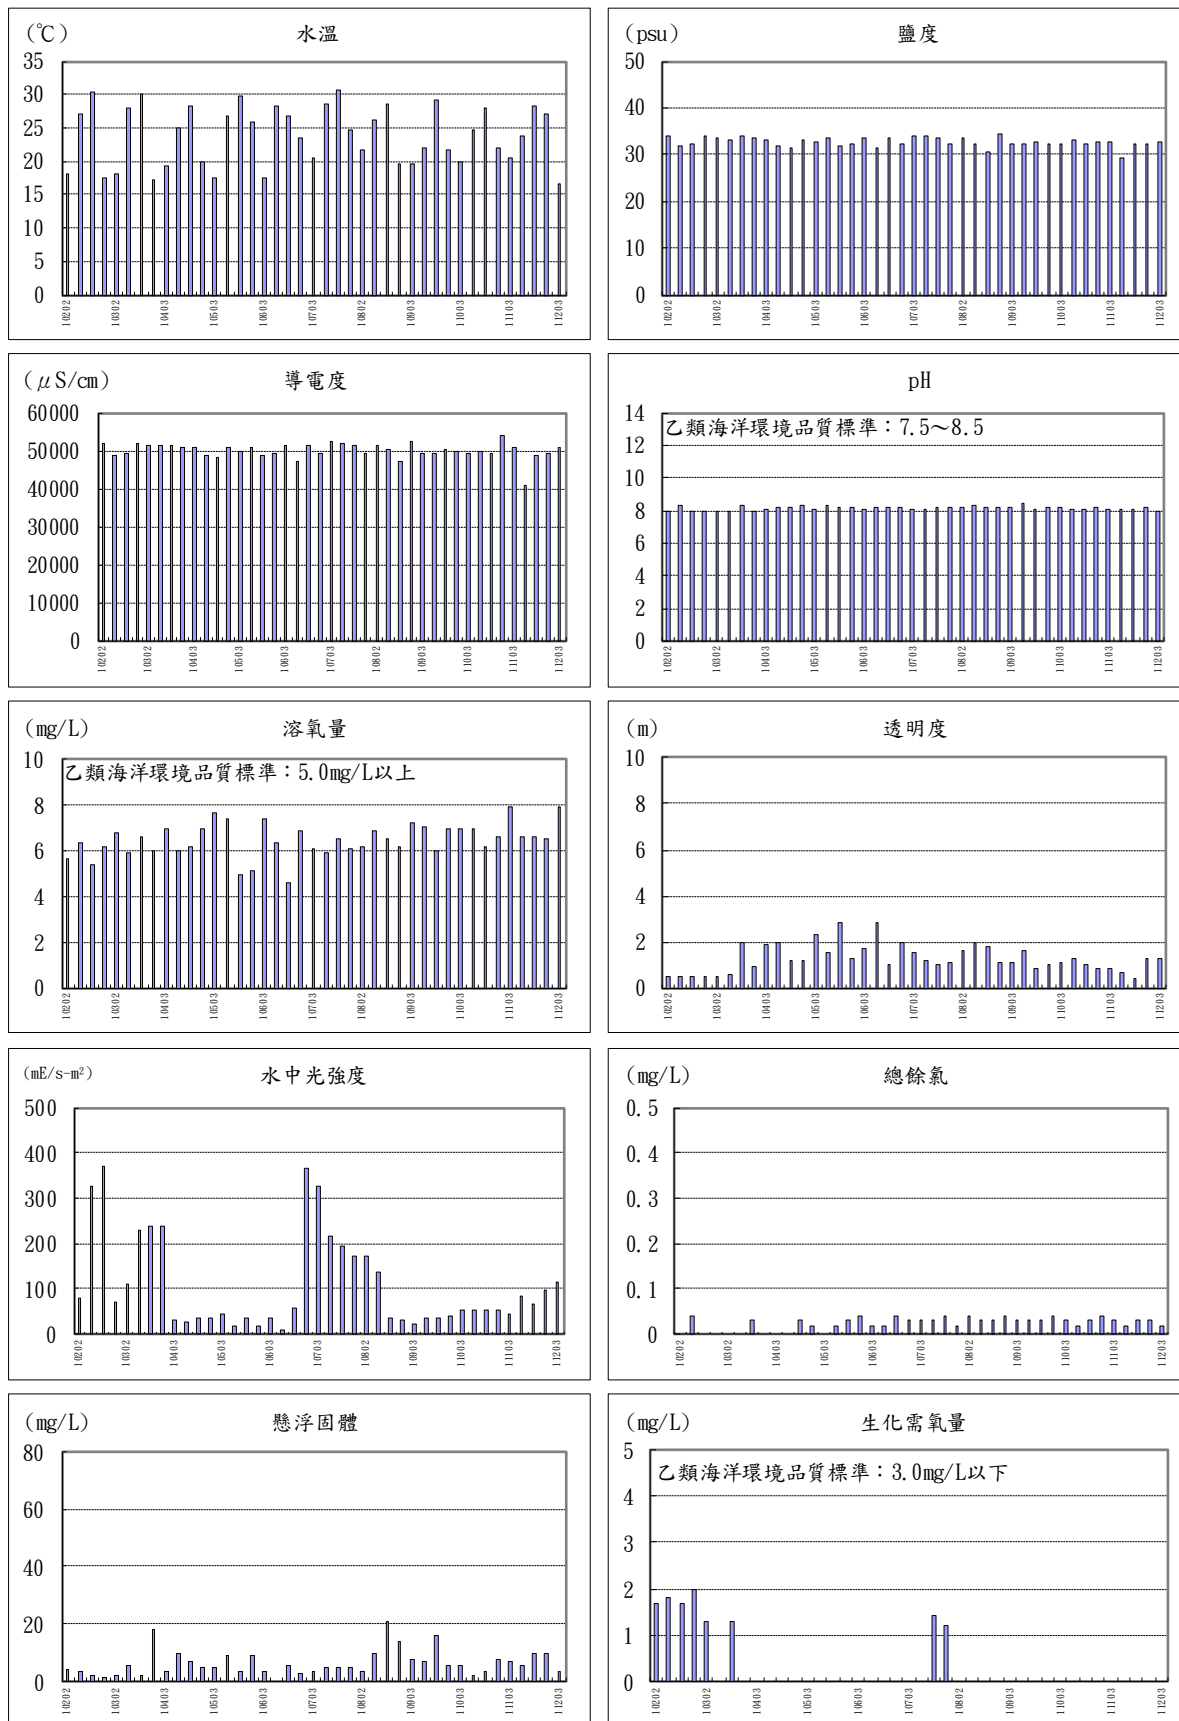 (℃) 水溫
35
30
25
20
15
10
5
0
10202 10302 10403 10503 10603 10703 10802 10903 11003 11103 11203
(psu) 鹽度
50
40
30
20
10
0
10202 10302 10403 10503 10603 10703 10802 10903 11003 11103 11203
(μS/cm) 導電度
60000
50000
40000
30000
20000
10000
0
10202 10302 10403 10503 10603 10703 10802 10903 11003 11103 11203
pH
乙類海洋環境品質標準：7.5～8.5
14
12
10
8
6
4
2
0
10202 10302 10403 10503 10603 10703 10802 10903 11003 11103 11203
(mg/L) 溶氧量
乙類海洋環境品質標準：5.0mg/L以上
10
8
6
4
2
0
10202 10302 10403 10503 10603 10703 10802 10903 11003 11103 11203
(m) 透明度
10
8
6
4
2
0
10202 10302 10403 10503 10603 10703 10802 10903 11003 11103 11203
(mE/s-m²) 水中光強度
500
400
300
200
100
0
10202 10302 10403 10503 10603 10703 10802 10903 11003 11103 11203
(mg/L) 總餘氯
0.5
0.4
0.3
0.2
0.1
0
10202 10302 10403 10503 10603 10703 10802 10903 11003 11103 11203
(mg/L) 懸浮固體
80
60
40
20
0
10202 10302 10403 10503 10603 10703 10802 10903 11003 11103 11203
(mg/L) 生化需氧量
乙類海洋環境品質標準：3.0mg/L以下
5
4
3
2
1
0
10202 10302 10403 10503 10603 10703 10802 10903 11003 11103 11203